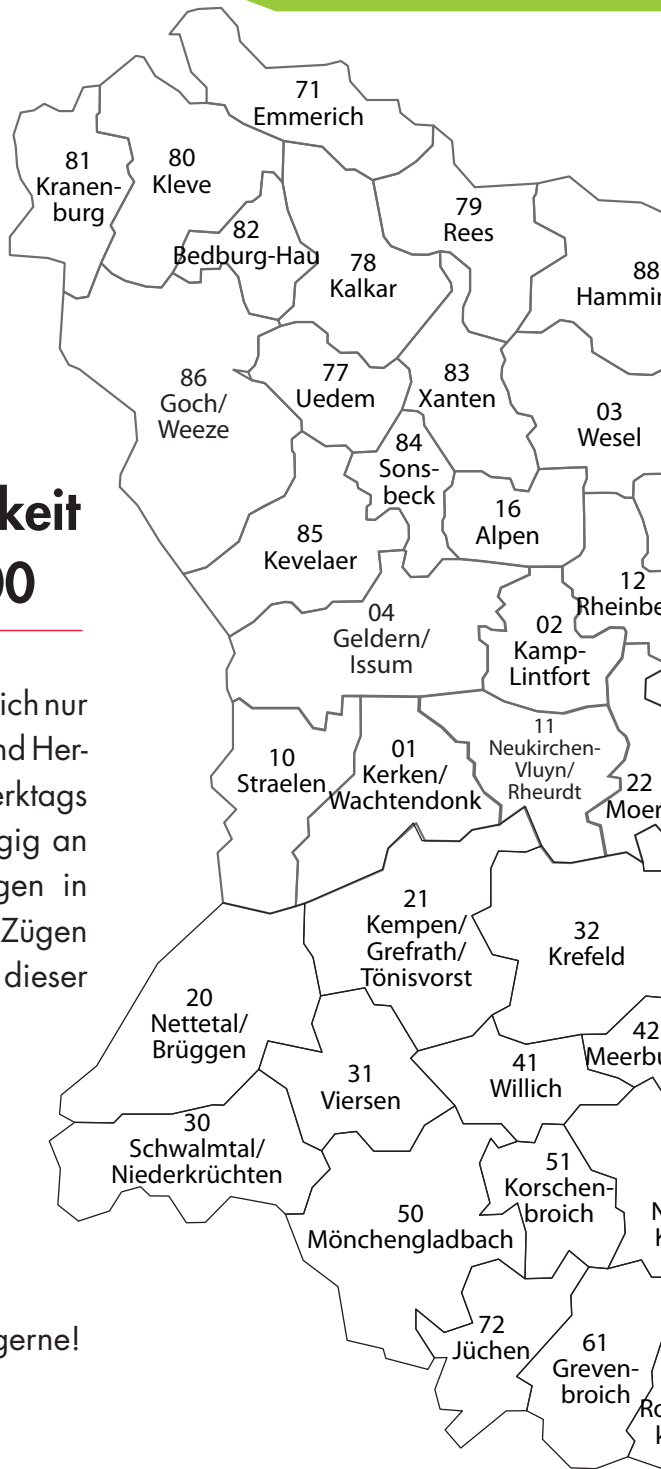 71
Emmerich
81
Kranen-
burg
80
Kleve
79
Rees
82
Bedburg-Hau
78
Kalkar
88
86
Goch/
Weeze
77
Uedem
83
Xanten
03
Wesel
84
Sons-
beck
keit
16
Alpen
85
Kevelaer
00
12
04
Geldern/
Issum
02
Kamp-
Lintfort
ich nur
nd Her-
erktags
gig an
gen in
Zügen
dieser
10
Straelen
01
Kerken/
Wachtendonk
11
Neukirchen-
Vluyn/
Rheurdt
22
21
Kempen/
Grefrath/
Tönisvorst
32
Krefeld
20
Nettetal/
Brüggen
42
31
Viersen
41
Willich
30
Schwalmtal/
Niederkrüchten
51
Korschen-
broich
50
Mönchengladbach
gerne!
72
Jüchen
61
Greven-
broich